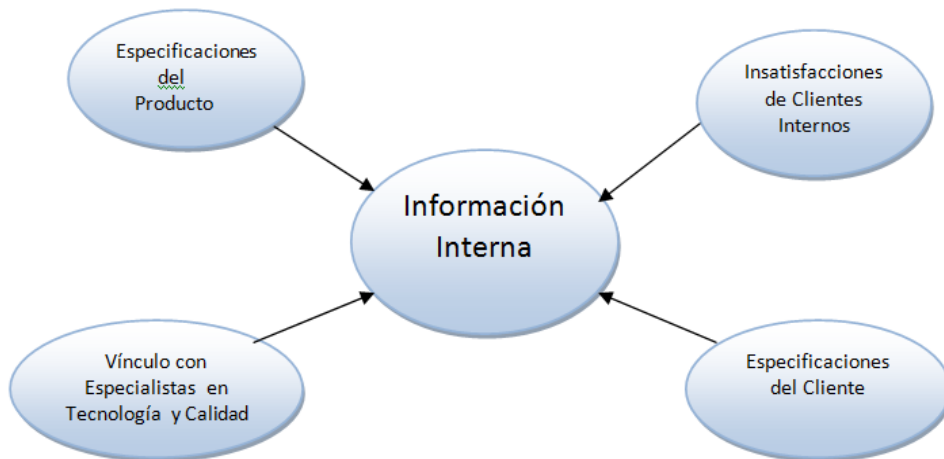 Especificaciones
del
Producto
Insatisfacciones
de Clientes
Internos
Información
Interna
Vínculo con
Especialistas en
Tecnología y Calidad
Especificaciones
del Cliente